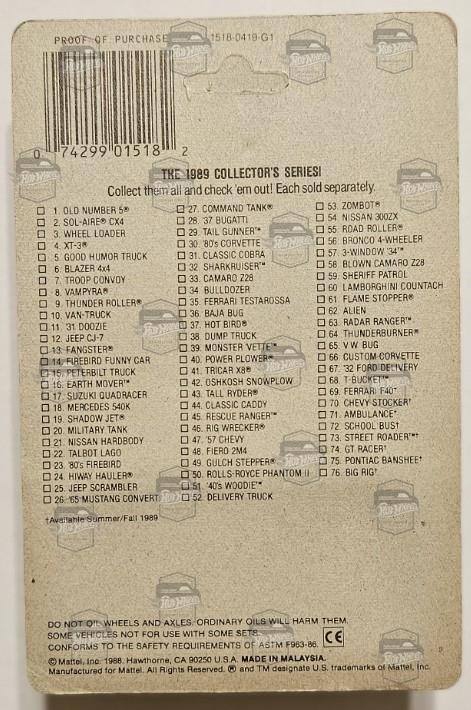 PROOF OF PURCHASE 1518-0419-G1
0 74299 01518 2
THE 1989 COLLECTOR'S SERIES!
Collect them all and check 'em out! Each sold separately.
1. OLD NUMBER 5®
2. SOL-AIRE® CX4
3. WHEEL LOADER
4. XT-3®
5. GOOD HUMOR TRUCK
6. BLAZER 4x4
7. TROOP CONVOY
8. VAMPYRA®
9. THUNDER ROLLER®
10. VAN-TRUCK
11. '31 DOOZIE
12. JEEP CJ-7
13. FANGSTER®
14. FIREBIRD FUNNY CAR
15. PETERBILT TRUCK
16. EARTH MOVER™
17. SUZUKI QUADRACER
18. MERCEDES 540K
19. SHADOW JET®
20. MILITARY TANK
21. NISSAN HARDBODY
22. TALBOT LAGO
23. '80's FIREBIRD
24. HIWAY HAULER®
25. JEEP SCRAMBLER
26. '65 MUSTANG CONVERT
27. COMMAND TANK®
28. '37 BUGATTI
29. TAIL GUNNER™
30. '80's CORVETTE
31. CLASSIC COBRA
32. SHARKRUISER™
33. CAMARO Z28
34. BULLDOZER
35. FERRARI TESTAROSSA
36. BAJA BUG
37. HOT BIRD®
38. DUMP TRUCK
39. MONSTER VETTE™
40. POWER PLOWER®
41. TRICAR X8®
42. OSHKOSH SNOWPLOW
43. TALL RYDER®
44. CLASSIC CADDY
45. RESCUE RANGER™
46. RIG WRECKER®
47. '57 CHEVY
48. FIERO 2M4
49. GULCH STEPPER®
50. ROLLS-ROYCE PHANTOM II
51. '40's WOODIE™
52. DELIVERY TRUCK
53. ZOMBOT®
54. NISSAN 300ZX
55. ROAD ROLLER®
56. BRONCO 4-WHEELER
57. 3-WINDOW '34™
58. BLOWN CAMARO Z28
59. SHERIFF PATROL
60. LAMBORGHINI COUNTACH
61. FLAME STOPPER®
62. ALIEN
63. RADAR RANGER™
64. THUNDERBURNER®
65. V W BUG
66. CUSTOM CORVETTE
67. '32 FORD DELIVERY
68. T-BUCKET™
69. FERRARI F40†
70. CHEVY STOCKER†
71. AMBULANCE†
72. SCHOOL BUS†
73. STREET ROADER™†
74. GT RACER†
75. PONTIAC BANSHEE†
76. BIG RIG†
†Available Summer/Fall 1989
DO NOT OIL WHEELS AND AXLES. ORDINARY OILS WILL HARM THEM.
SOME VEHICLES NOT FOR USE WITH SOME SETS.
CONFORMS TO THE SAFETY REQUIREMENTS OF ASTM F963-86. CE
© Mattel, Inc. 1988. Hawthorne, CA 90250 U.S.A. MADE IN MALAYSIA.
Manufactured for Mattel. All Rights Reserved. ® and TM designate U.S. trademarks of Mattel, Inc.